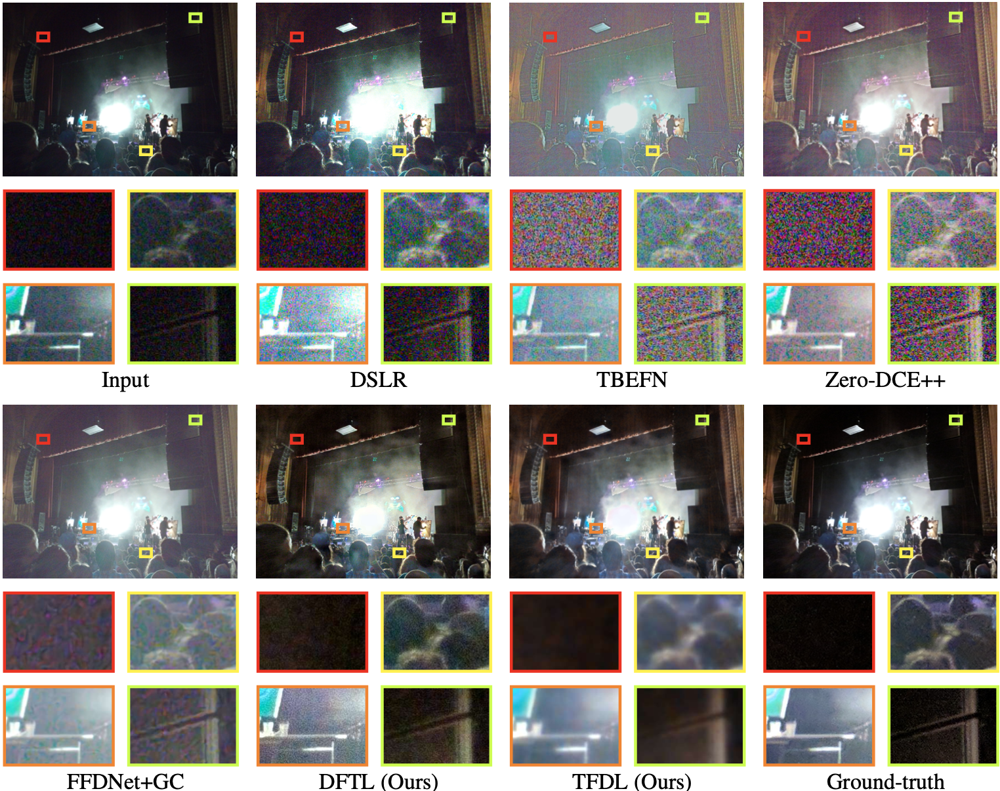 Input
DSLR
TBEFN
Zero-DCE++
FFDNet+GC
DFTL (Ours)
TFDL (Ours)
Ground-truth